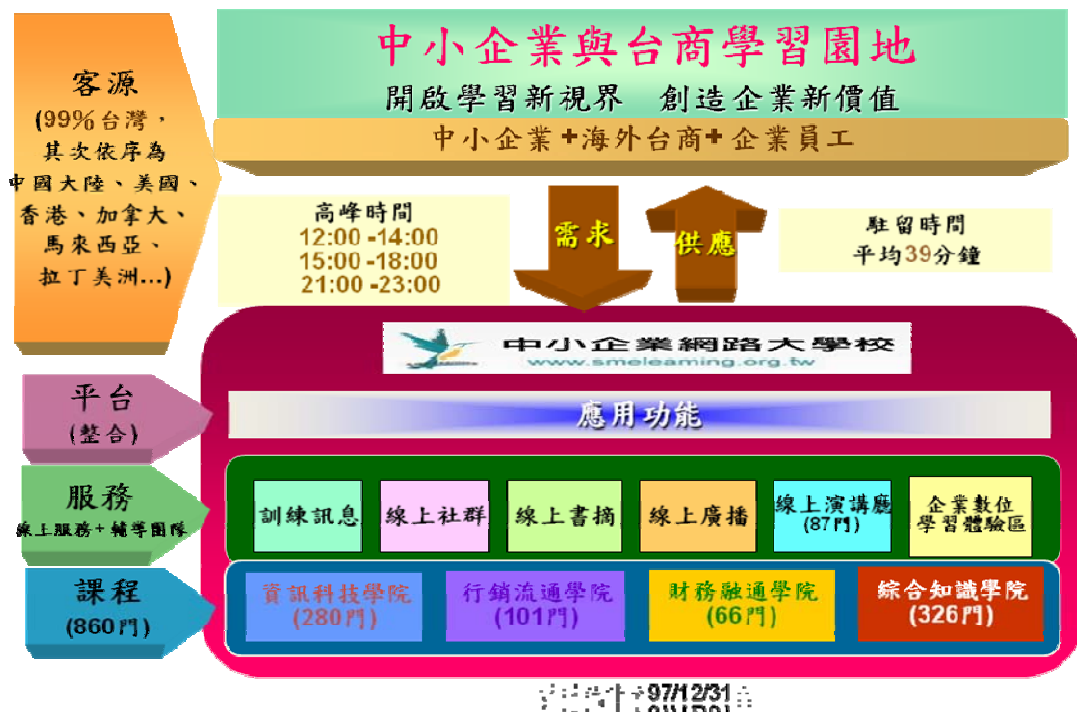 中小企業與台商學習園地
開啟學習新視界 創造企業新價值
中小企業+海外台商+企業員工
客源
(99%台灣，
其次依序為
中國大陸、美國、
香港、加拿大、
馬來西亞、
拉丁美洲...)
高峰時間
12:00 -14:00
15:00 -18:00
21:00 -23:00
需求
供應
駐留時間
平均39分鐘
中小企業網路大學校
www.smelearning.org.tw
平台
(整合)
應用功能
服務
線上服務+輔導團隊
訓練訊息
線上社群
線上書摘
線上廣播
線上演講廳
(87門)
企業數位
學習體驗區
課程
(860門)
資訊科技學院
(280門)
行銷流通學院
(101門)
財務融通學院
(66門)
綜合知識學院
(326門)
97/12/31